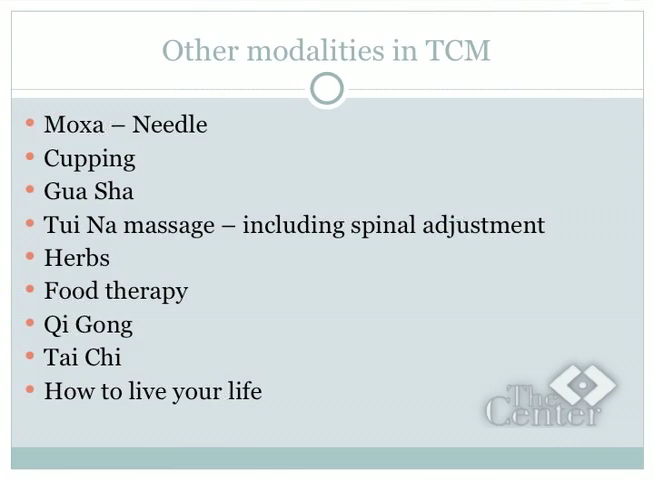 Other modalities in TCM
• Moxa – Needle
• Cupping
• Gua Sha
• Tui Na massage – including spinal adjustment
• Herbs
• Food therapy
• Qi Gong
• Tai Chi
• How to live your life
The
Center